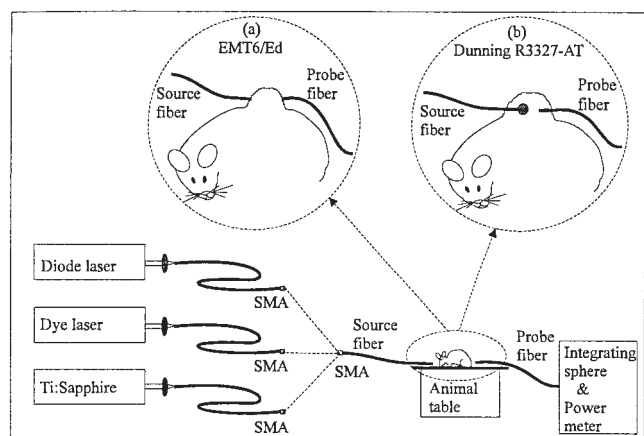 (a)
EMT6/Ed
Source
fiber
Probe
fiber
(b)
Dunning R3327-AT
Source
fiber
Probe
fiber
Diode laser
SMA
Dye laser
SMA
Ti:Sapphire
SMA
SMA
Source
fiber
Animal
table
Probe
fiber
Integrating
sphere
&
Power
meter